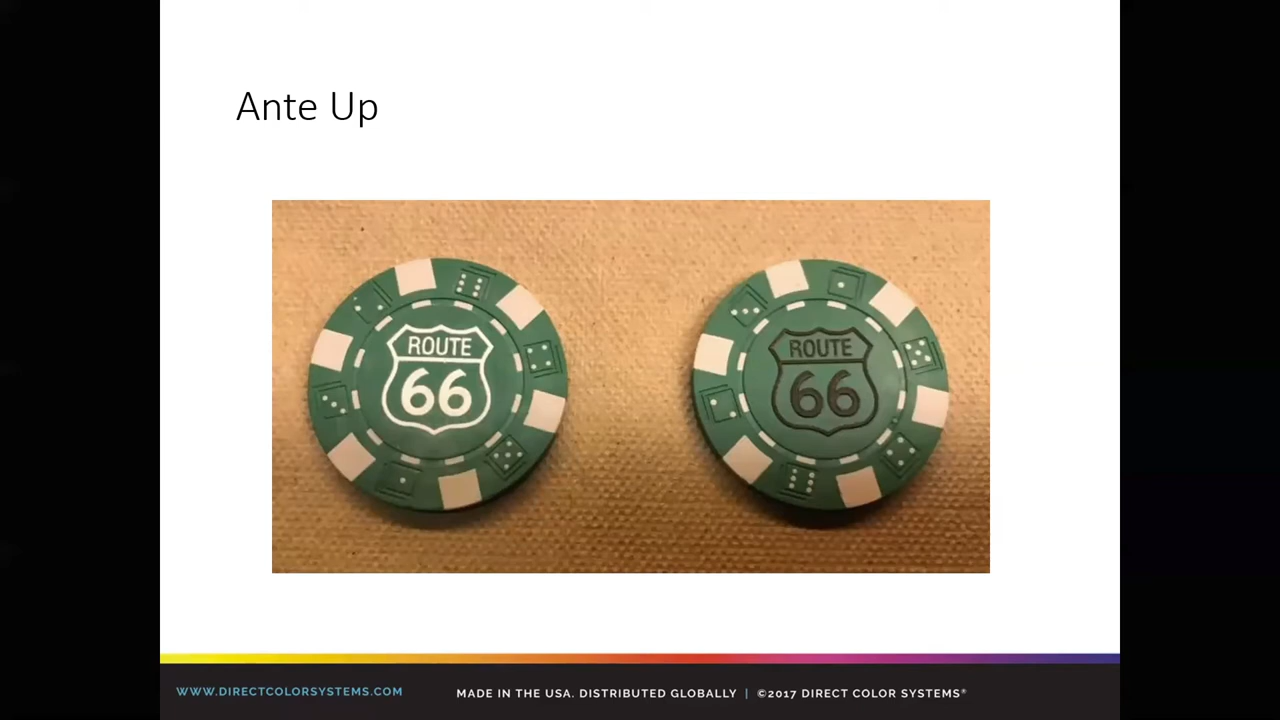 Ante Up
ROUTE
66
ROUTE
66
WWW.DIRECTCOLORSYSTEMS.COM
MADE IN THE USA. DISTRIBUTED GLOBALLY | ©2017 DIRECT COLOR SYSTEMS®